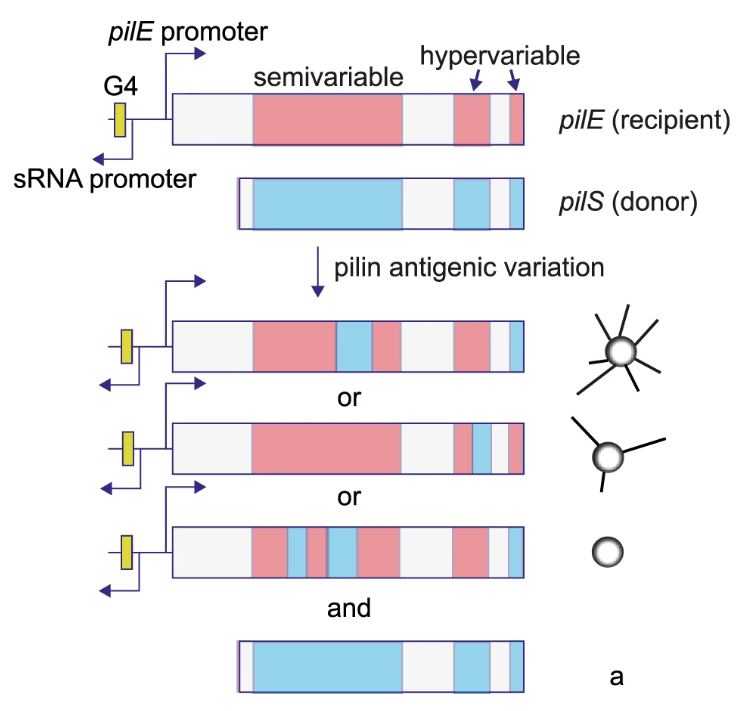 pilE promoter
hypervariable
semivariable
G4
pilE (recipient)
sRNA promoter
pilS (donor)
pilin antigenic variation
or
or
and
a